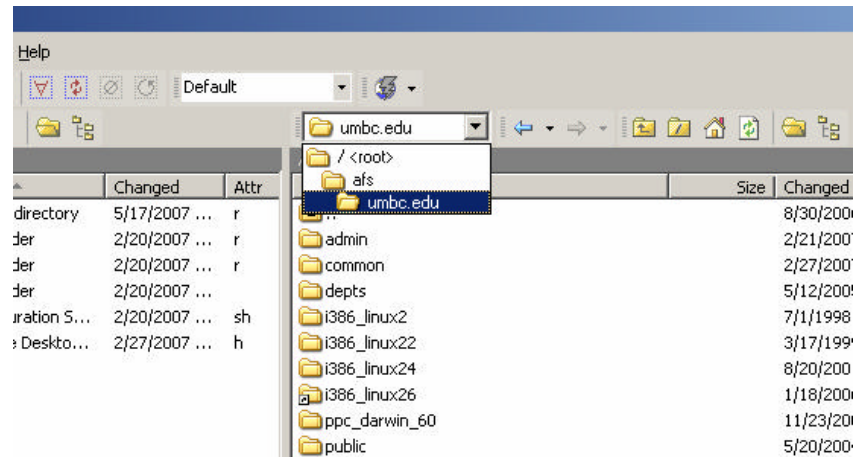 Help
Default
umbc.edu
/ <root>
afs
umbc.edu
Changed Attr Size Changed
directory 5/17/2007 ... r .. 8/30/200
der 2/20/2007 ... r admin 2/21/200
der 2/20/2007 ... r common 2/27/200
der 2/20/2007 ... depts 5/12/200
uration S... 2/20/2007 ... sh i386_linux2 7/1/1998
e Deskto... 2/27/2007 ... h i386_linux22 3/17/199
i386_linux24 8/20/200
i386_linux26 1/18/200
ppc_darwin_60 11/23/20
public 5/20/200